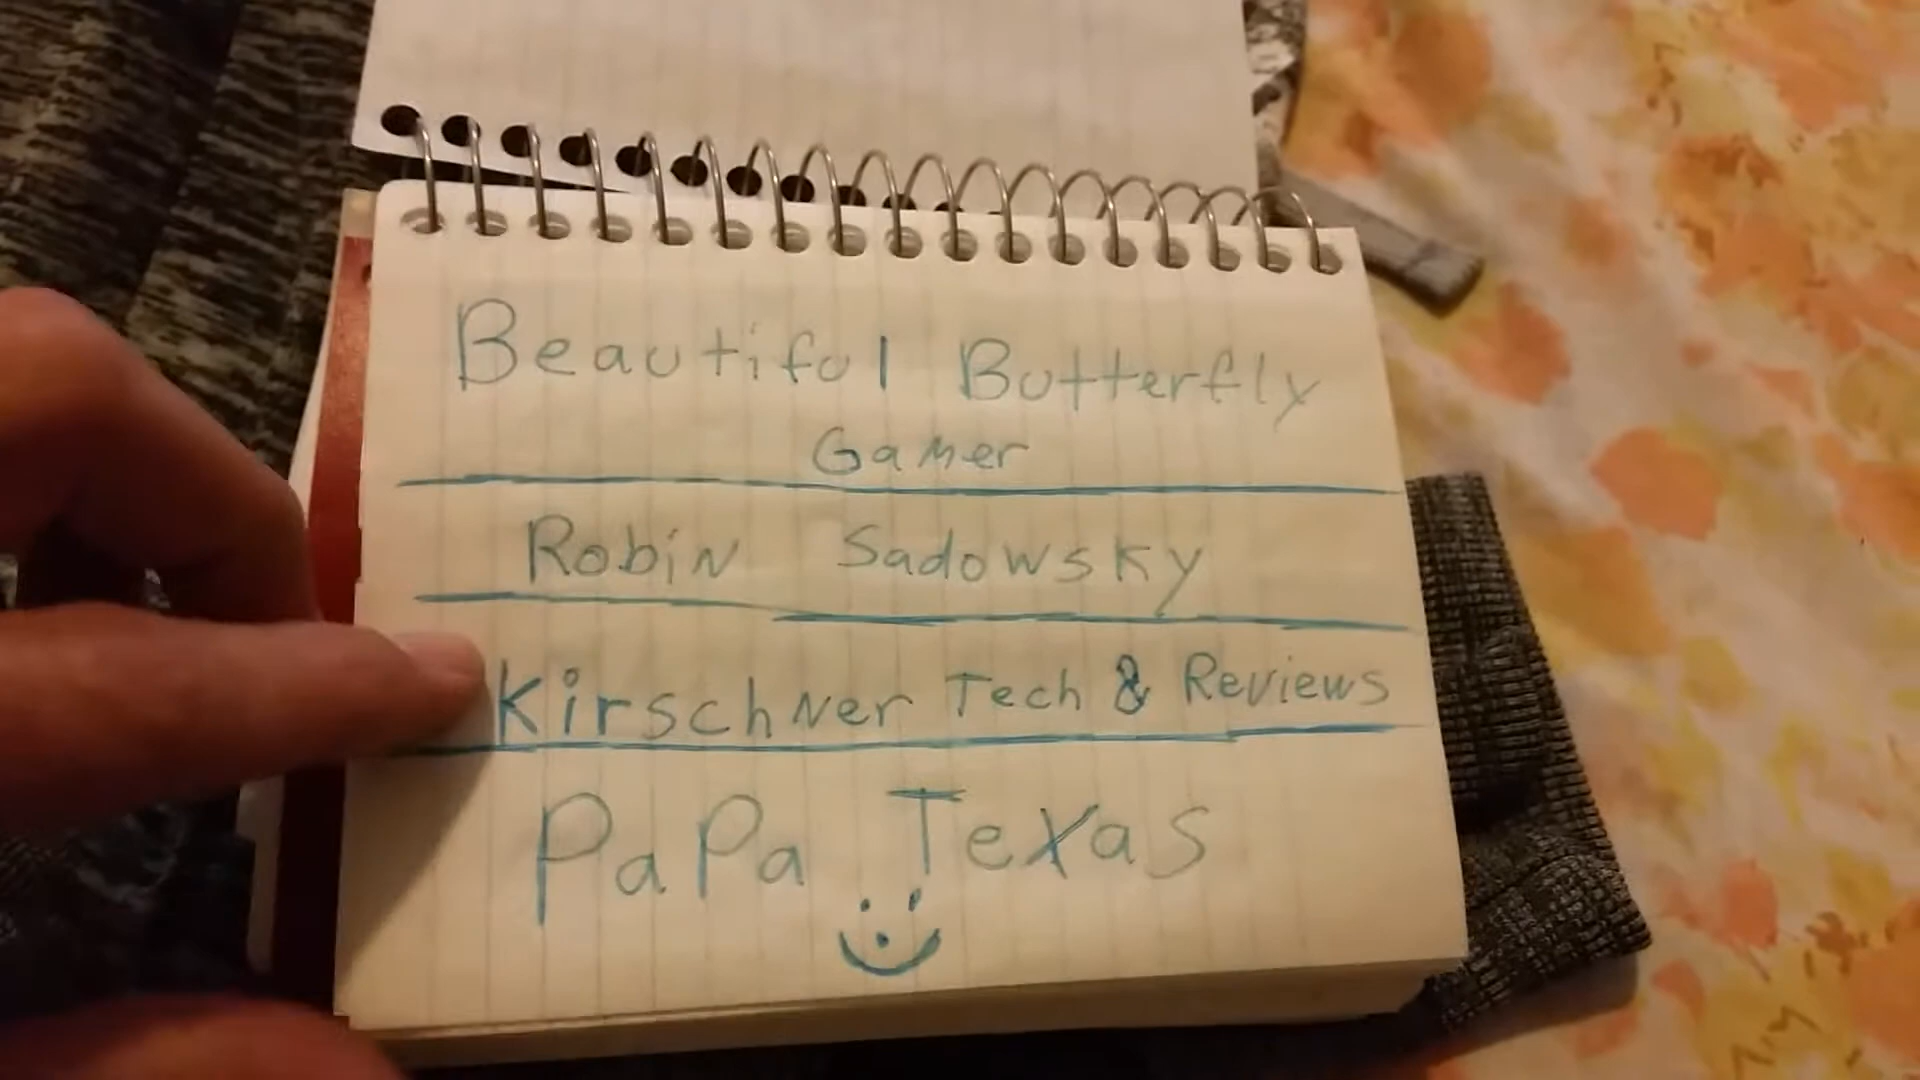 Beautiful Butterfly
Gamer
Robin Sadowsky
Kirschner Tech & Reviews
PaPa Texas